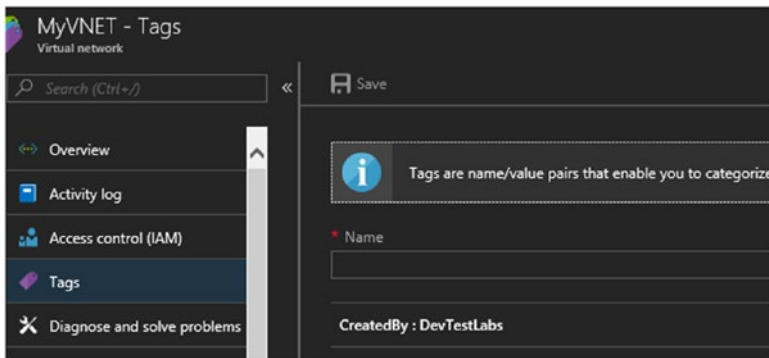 MyVNET - Tags
Virtual network
Search (Ctrl+/)
«
Save
Overview
Activity log
Access control (IAM)
Tags
Diagnose and solve problems
Tags are name/value pairs that enable you to categorize
* Name
CreatedBy : DevTestLabs